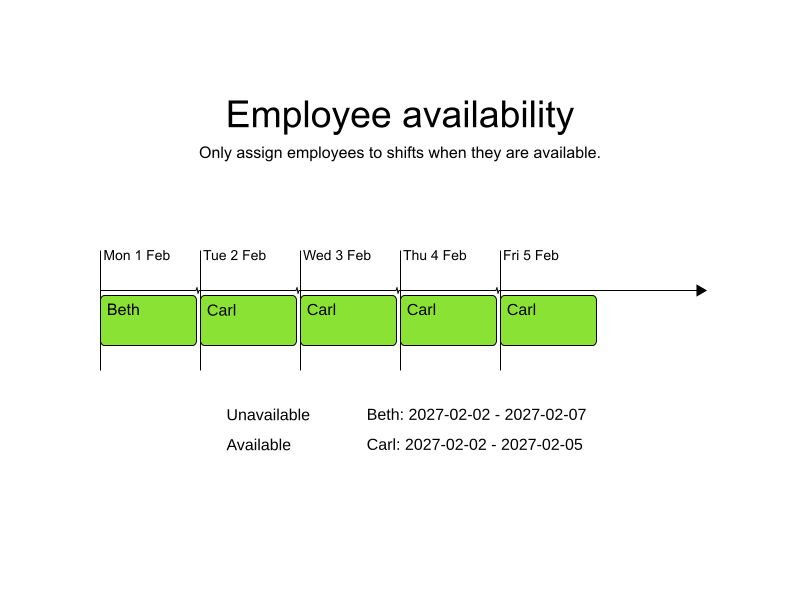 Employee availability
Only assign employees to shifts when they are available.
Mon 1 Feb Tue 2 Feb Wed 3 Feb Thu 4 Feb Fri 5 Feb
Beth Carl Carl Carl Carl
Unavailable Beth: 2027-02-02 - 2027-02-07
Available Carl: 2027-02-02 - 2027-02-05